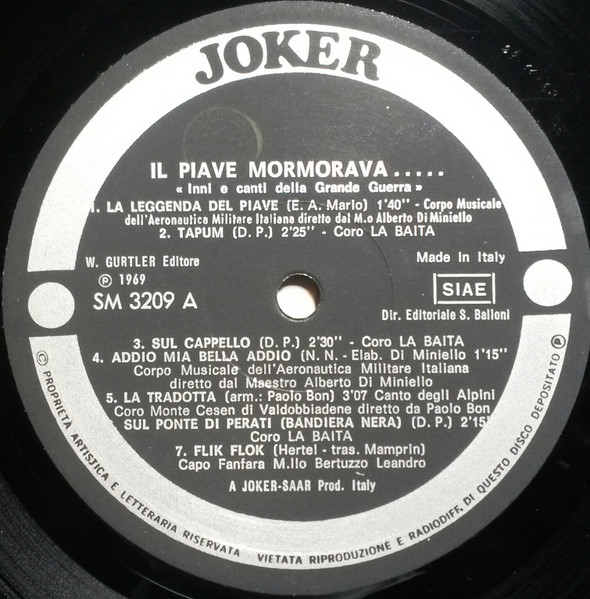 JOKER
IL PIAVE MORMORAVA.....
« Inni e canti della Grande Guerra »
1. LA LEGGENDA DEL PIAVE (E. A. Mario) 1'40" - Corpo Musicale
dell'Aeronautica Militare Italiana diretto dal M.o Alberto Di Miniello
2. TAPUM (D. P.) 2'25" - Coro LA BAITA
W. GURTLER Editore
Ⓟ 1969
SM 3209 A
Made in Italy
SIAE
Dir. Editoriale S. Balloni
3. SUL CAPPELLO (D. P.) 2'30" - Coro LA BAITA
4. ADDIO MIA BELLA ADDIO (N. N. - Elab. Di Miniello 1'15"
Corpo Musicale dell'Aeronautica Militare Italiana
diretto dal Maestro Alberto Di Miniello
5. LA TRADOTTA (arm.: Paolo Bon) 3'07 Canto degli Alpini
Coro Monte Cesen di Valdobbiadene diretto da Paolo Bon
SUL PONTE DI PERATI (BANDIERA NERA) (D. P.) 2'15
Coro LA BAITA
7. FLIK FLOK (Hertel - tras. Mamprin)
Capo Fanfara M.llo Bertuzzo Leandro
A JOKER-SAAR Prod. Italy
© PROPRIETÀ ARTISTICA E LETTERARIA RISERVATA · VIETATA RIPRODUZIONE E RADIODIFF. DI QUESTO DISCO DEPOSITATO Ⓟ